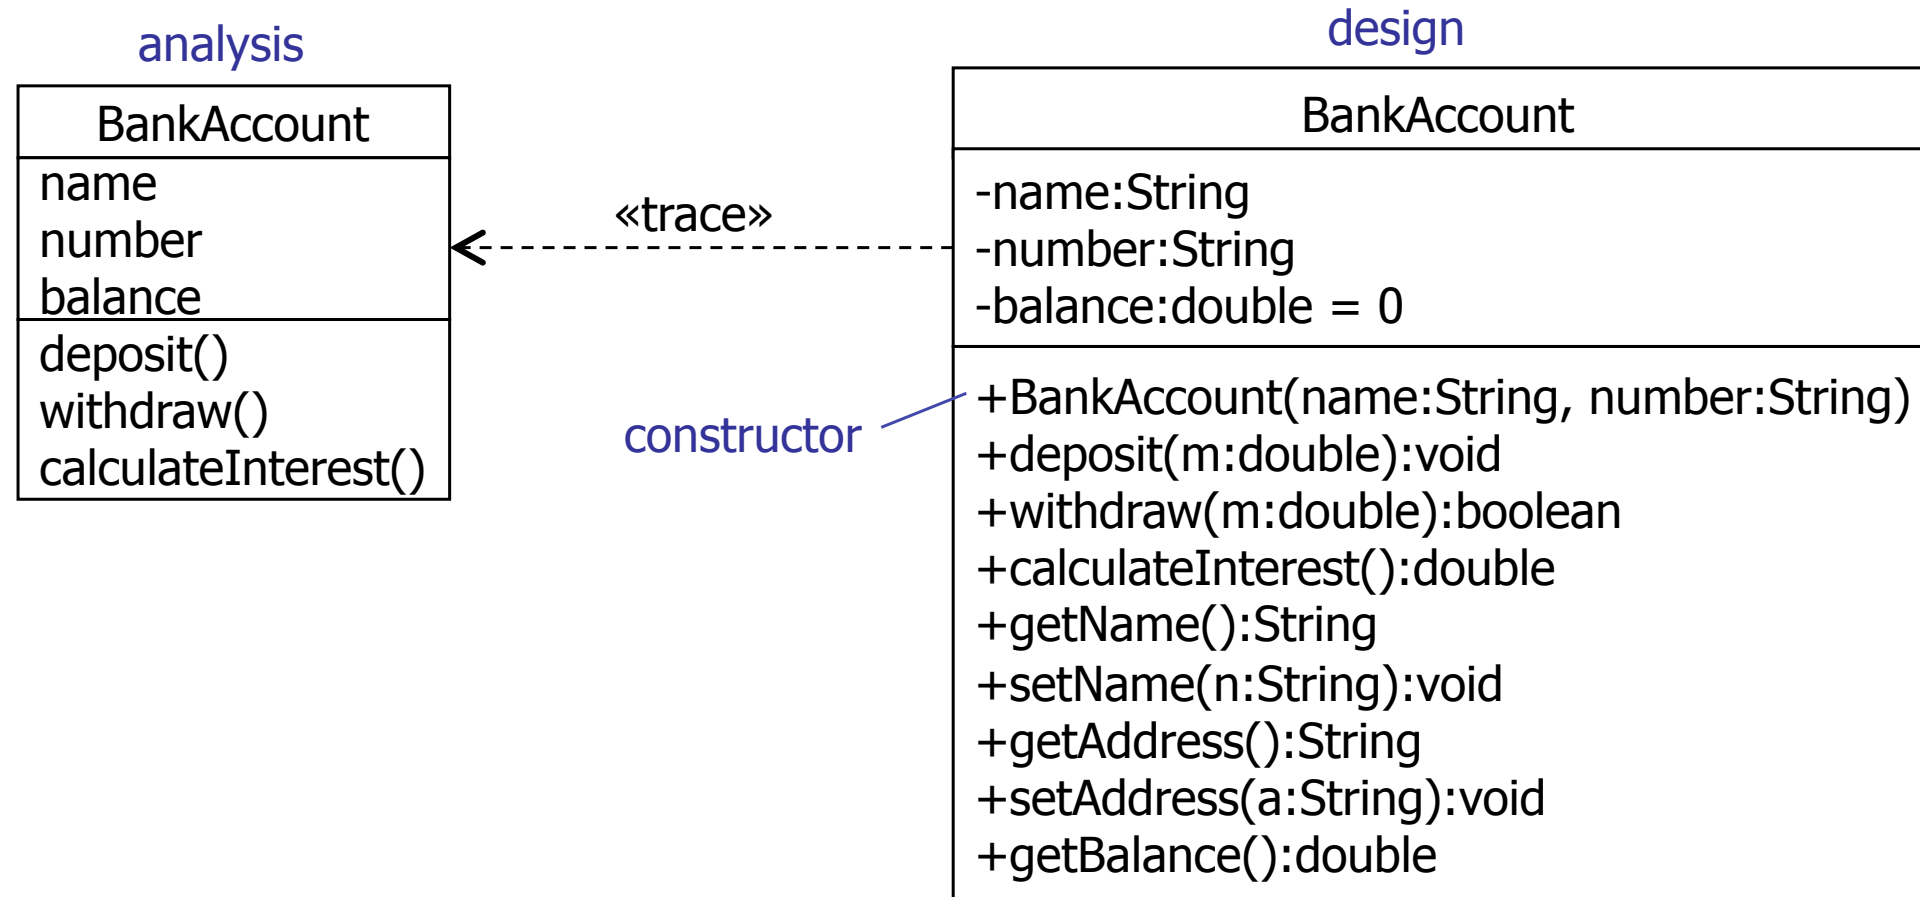 analysis
BankAccount
name
number
balance
deposit()
withdraw()
calculateInterest()
«trace»
constructor
design
BankAccount
-name:String
-number:String
-balance:double = 0
+BankAccount(name:String, number:String)
+deposit(m:double):void
+withdraw(m:double):boolean
+calculateInterest():double
+getName():String
+setName(n:String):void
+getAddress():String
+setAddress(a:String):void
+getBalance():double